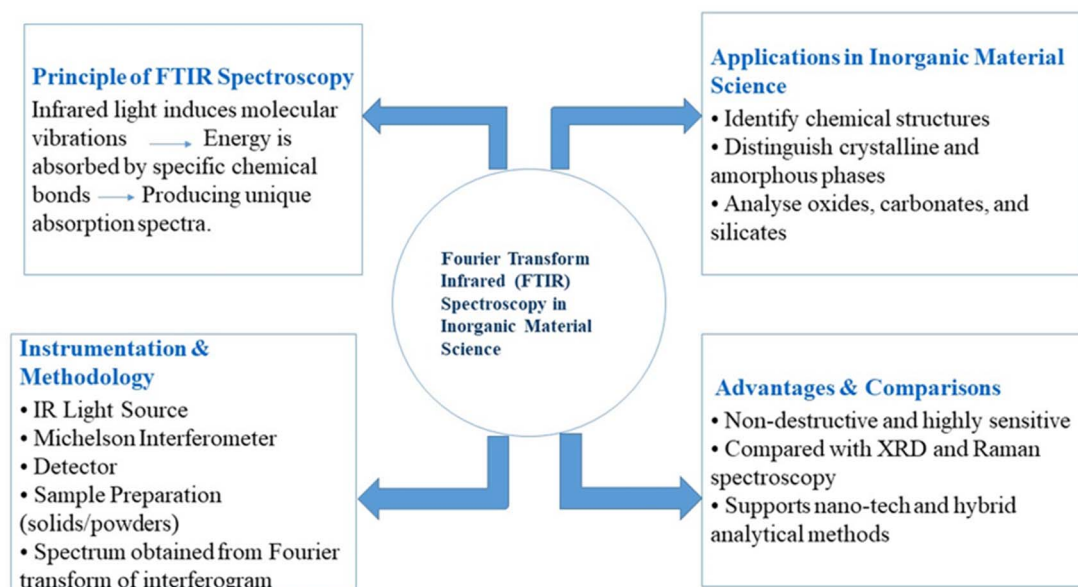 Principle of FTIR Spectroscopy
Infrared light induces molecular
vibrations → Energy is
absorbed by specific chemical
bonds → Producing unique
absorption spectra.
Applications in Inorganic Material
Science
• Identify chemical structures
• Distinguish crystalline and
amorphous phases
• Analyse oxides, carbonates, and
silicates
Fourier Transform
Infrared (FTIR)
Spectroscopy in
Inorganic Material
Science
Instrumentation &
Methodology
• IR Light Source
• Michelson Interferometer
• Detector
• Sample Preparation
(solids/powders)
• Spectrum obtained from Fourier
transform of interferogram
Advantages & Comparisons
• Non-destructive and highly sensitive
• Compared with XRD and Raman
spectroscopy
• Supports nano-tech and hybrid
analytical methods